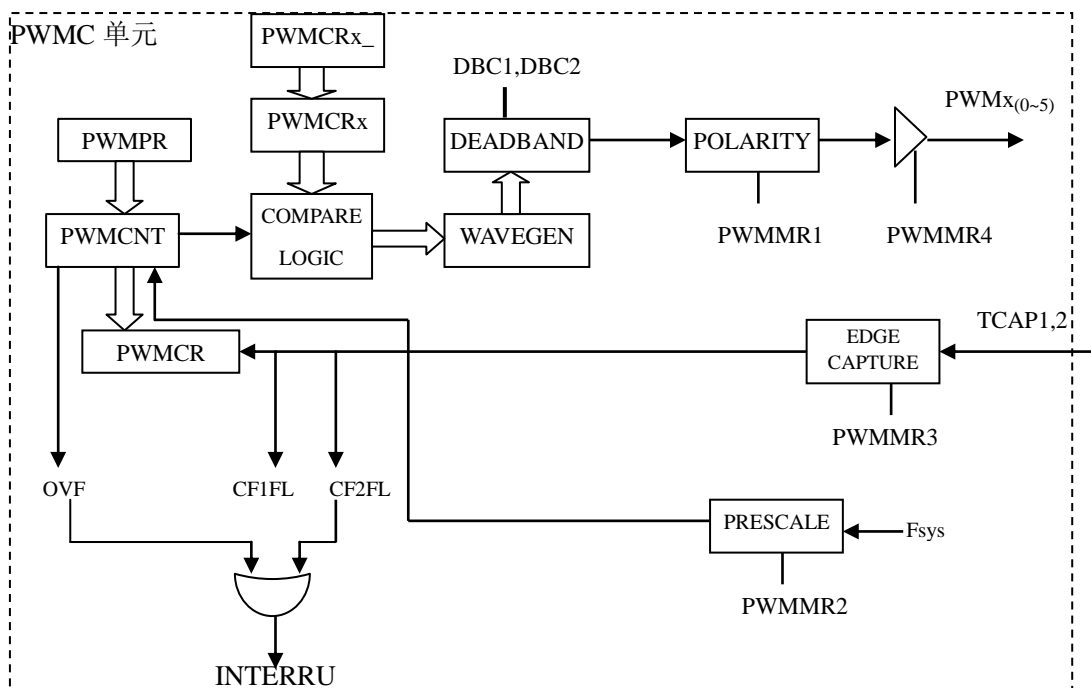 PWMC 单元
PWMCRx_
DBC1,DBC2
PWMx(0~5)
PWMCRx
PWMPR
DEADBAND
POLARITY
PWMCNT
COMPARE
LOGIC
WAVEGEN
PWMMR1
PWMMR4
TCAP1,2
PWMCR
EDGE
CAPTURE
PWMMR3
OVF
CF1FL
CF2FL
PRESCALE
Fsys
PWMMR2
INTERRU